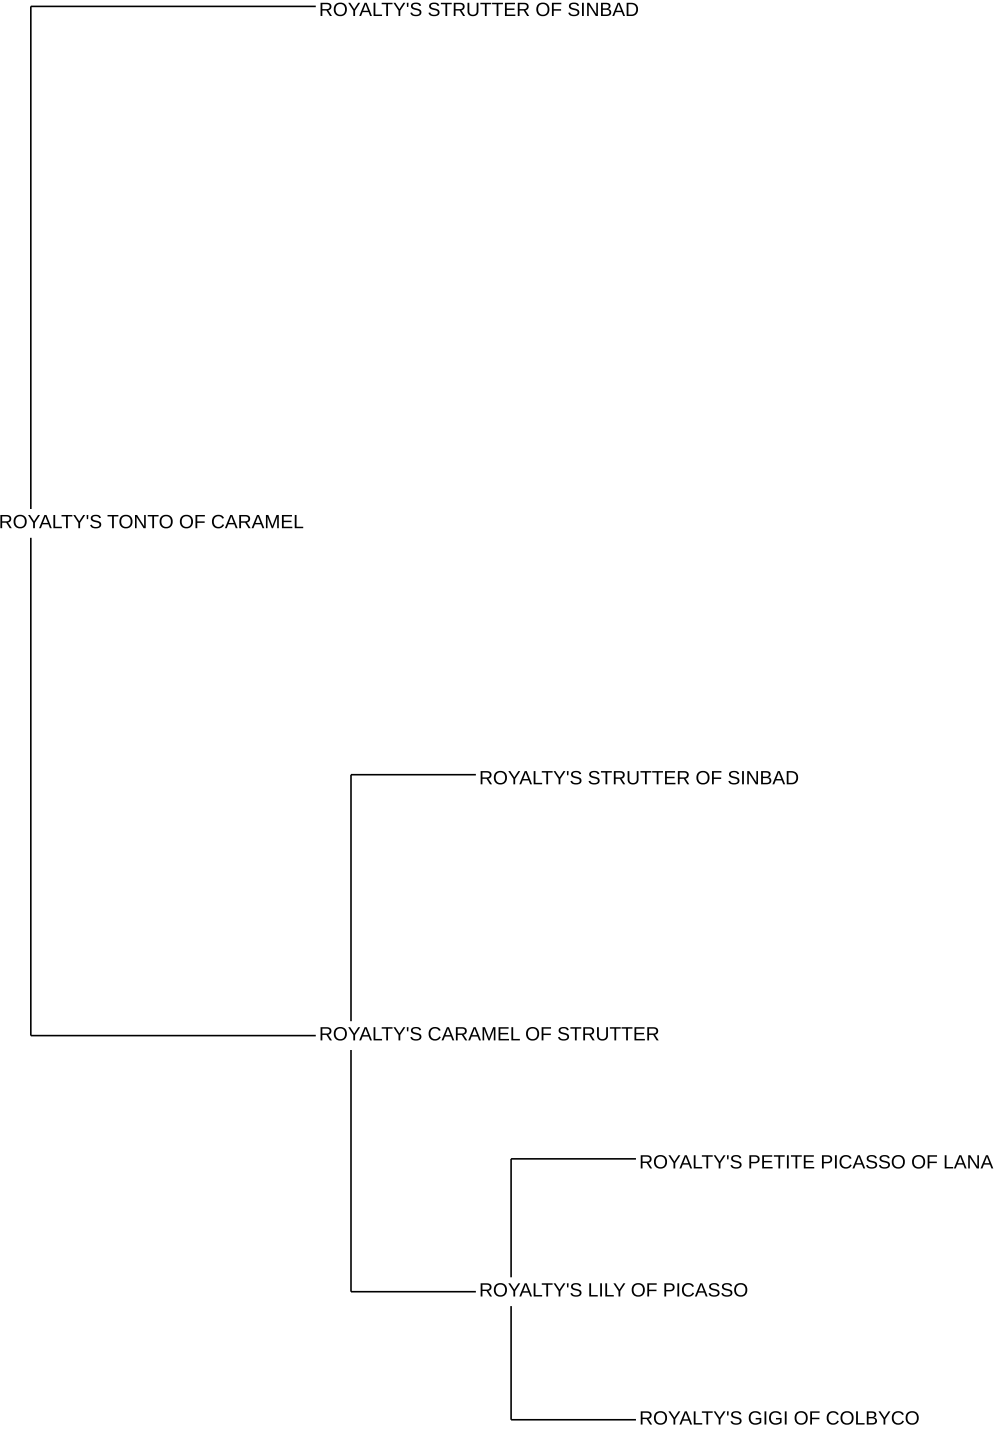 ROYALTY'S STRUTTER OF SINBAD
ROYALTY'S TONTO OF CARAMEL
ROYALTY'S STRUTTER OF SINBAD
ROYALTY'S CARAMEL OF STRUTTER
ROYALTY'S PETITE PICASSO OF LANA
ROYALTY'S LILY OF PICASSO
ROYALTY'S GIGI OF COLBYCO